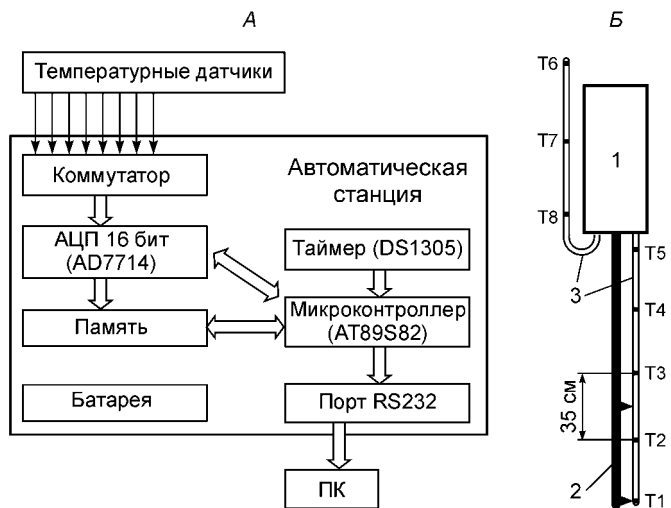 А
Температурные датчики
Автоматическая
станция
Коммутатор
АЦП 16 бит
(AD7714)
Таймер (DS1305)
Память
Микроконтроллер
(AT89S82)
Батарея
Порт RS232
ПК
Б
T6
T7
1
T8
T5
3
T4
T3
35 см
T2
2
T1